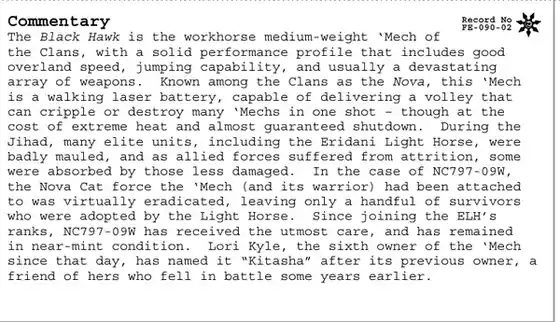 Commentary
Record No
PE-090-02
The Black Hawk is the workhorse medium-weight ‘Mech of
the Clans, with a solid performance profile that includes good
overland speed, jumping capability, and usually a devastating
array of weapons.  Known among the Clans as the Nova, this ‘Mech
is a walking laser battery, capable of delivering a volley that
can cripple or destroy many ‘Mechs in one shot – though at the
cost of extreme heat and almost guaranteed shutdown.  During the
Jihad, many elite units, including the Eridani Light Horse, were
badly mauled, and as allied forces suffered from attrition, some
were absorbed by those less damaged.  In the case of NC797-09W,
the Nova Cat force the ‘Mech (and its warrior) had been attached
to was virtually eradicated, leaving only a handful of survivors
who were adopted by the Light Horse.  Since joining the ELH’s
ranks, NC797-09W has received the utmost care, and has remained
in near-mint condition.  Lori Kyle, the sixth owner of the ‘Mech
since that day, has named it “Kitasha” after its previous owner, a
friend of hers who fell in battle some years earlier.